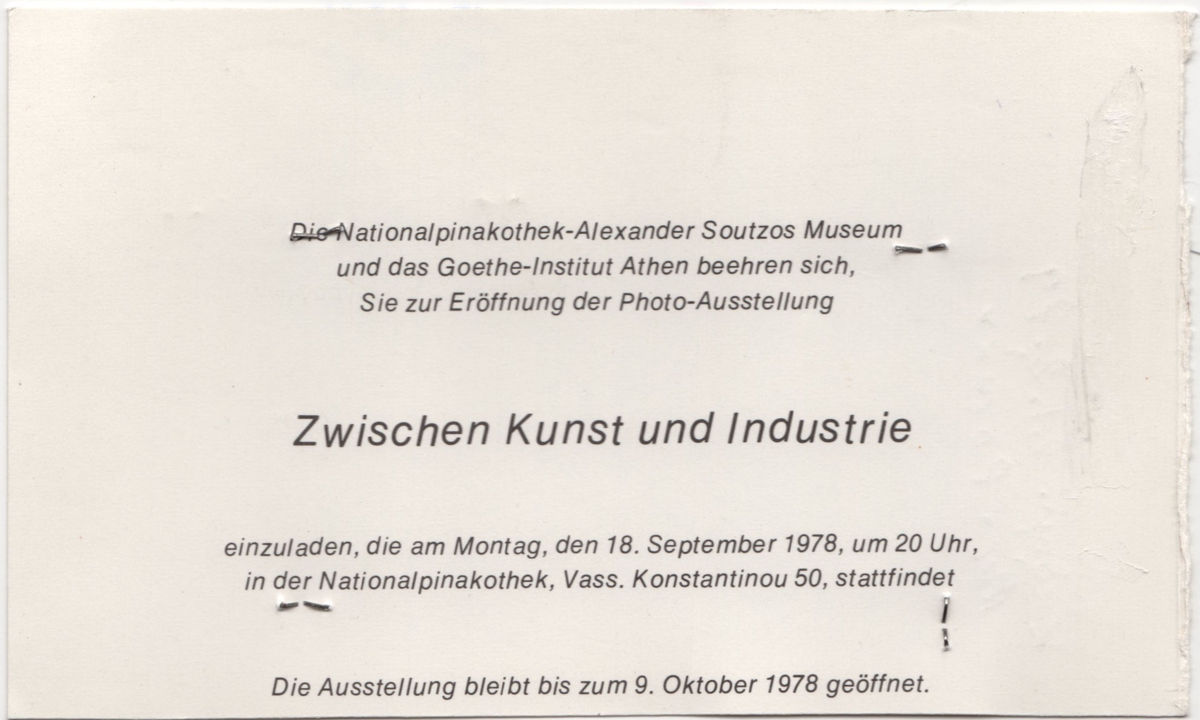 Die Nationalpinakothek-Alexander Soutzos Museum
und das Goethe-Institut Athen beehren sich,
Sie zur Eröffnung der Photo-Ausstellung
Zwischen Kunst und Industrie
einzuladen, die am Montag, den 18. September 1978, um 20 Uhr,
in der Nationalpinakothek, Vass. Konstantinou 50, stattfindet
Die Ausstellung bleibt bis zum 9. Oktober 1978 geöffnet.